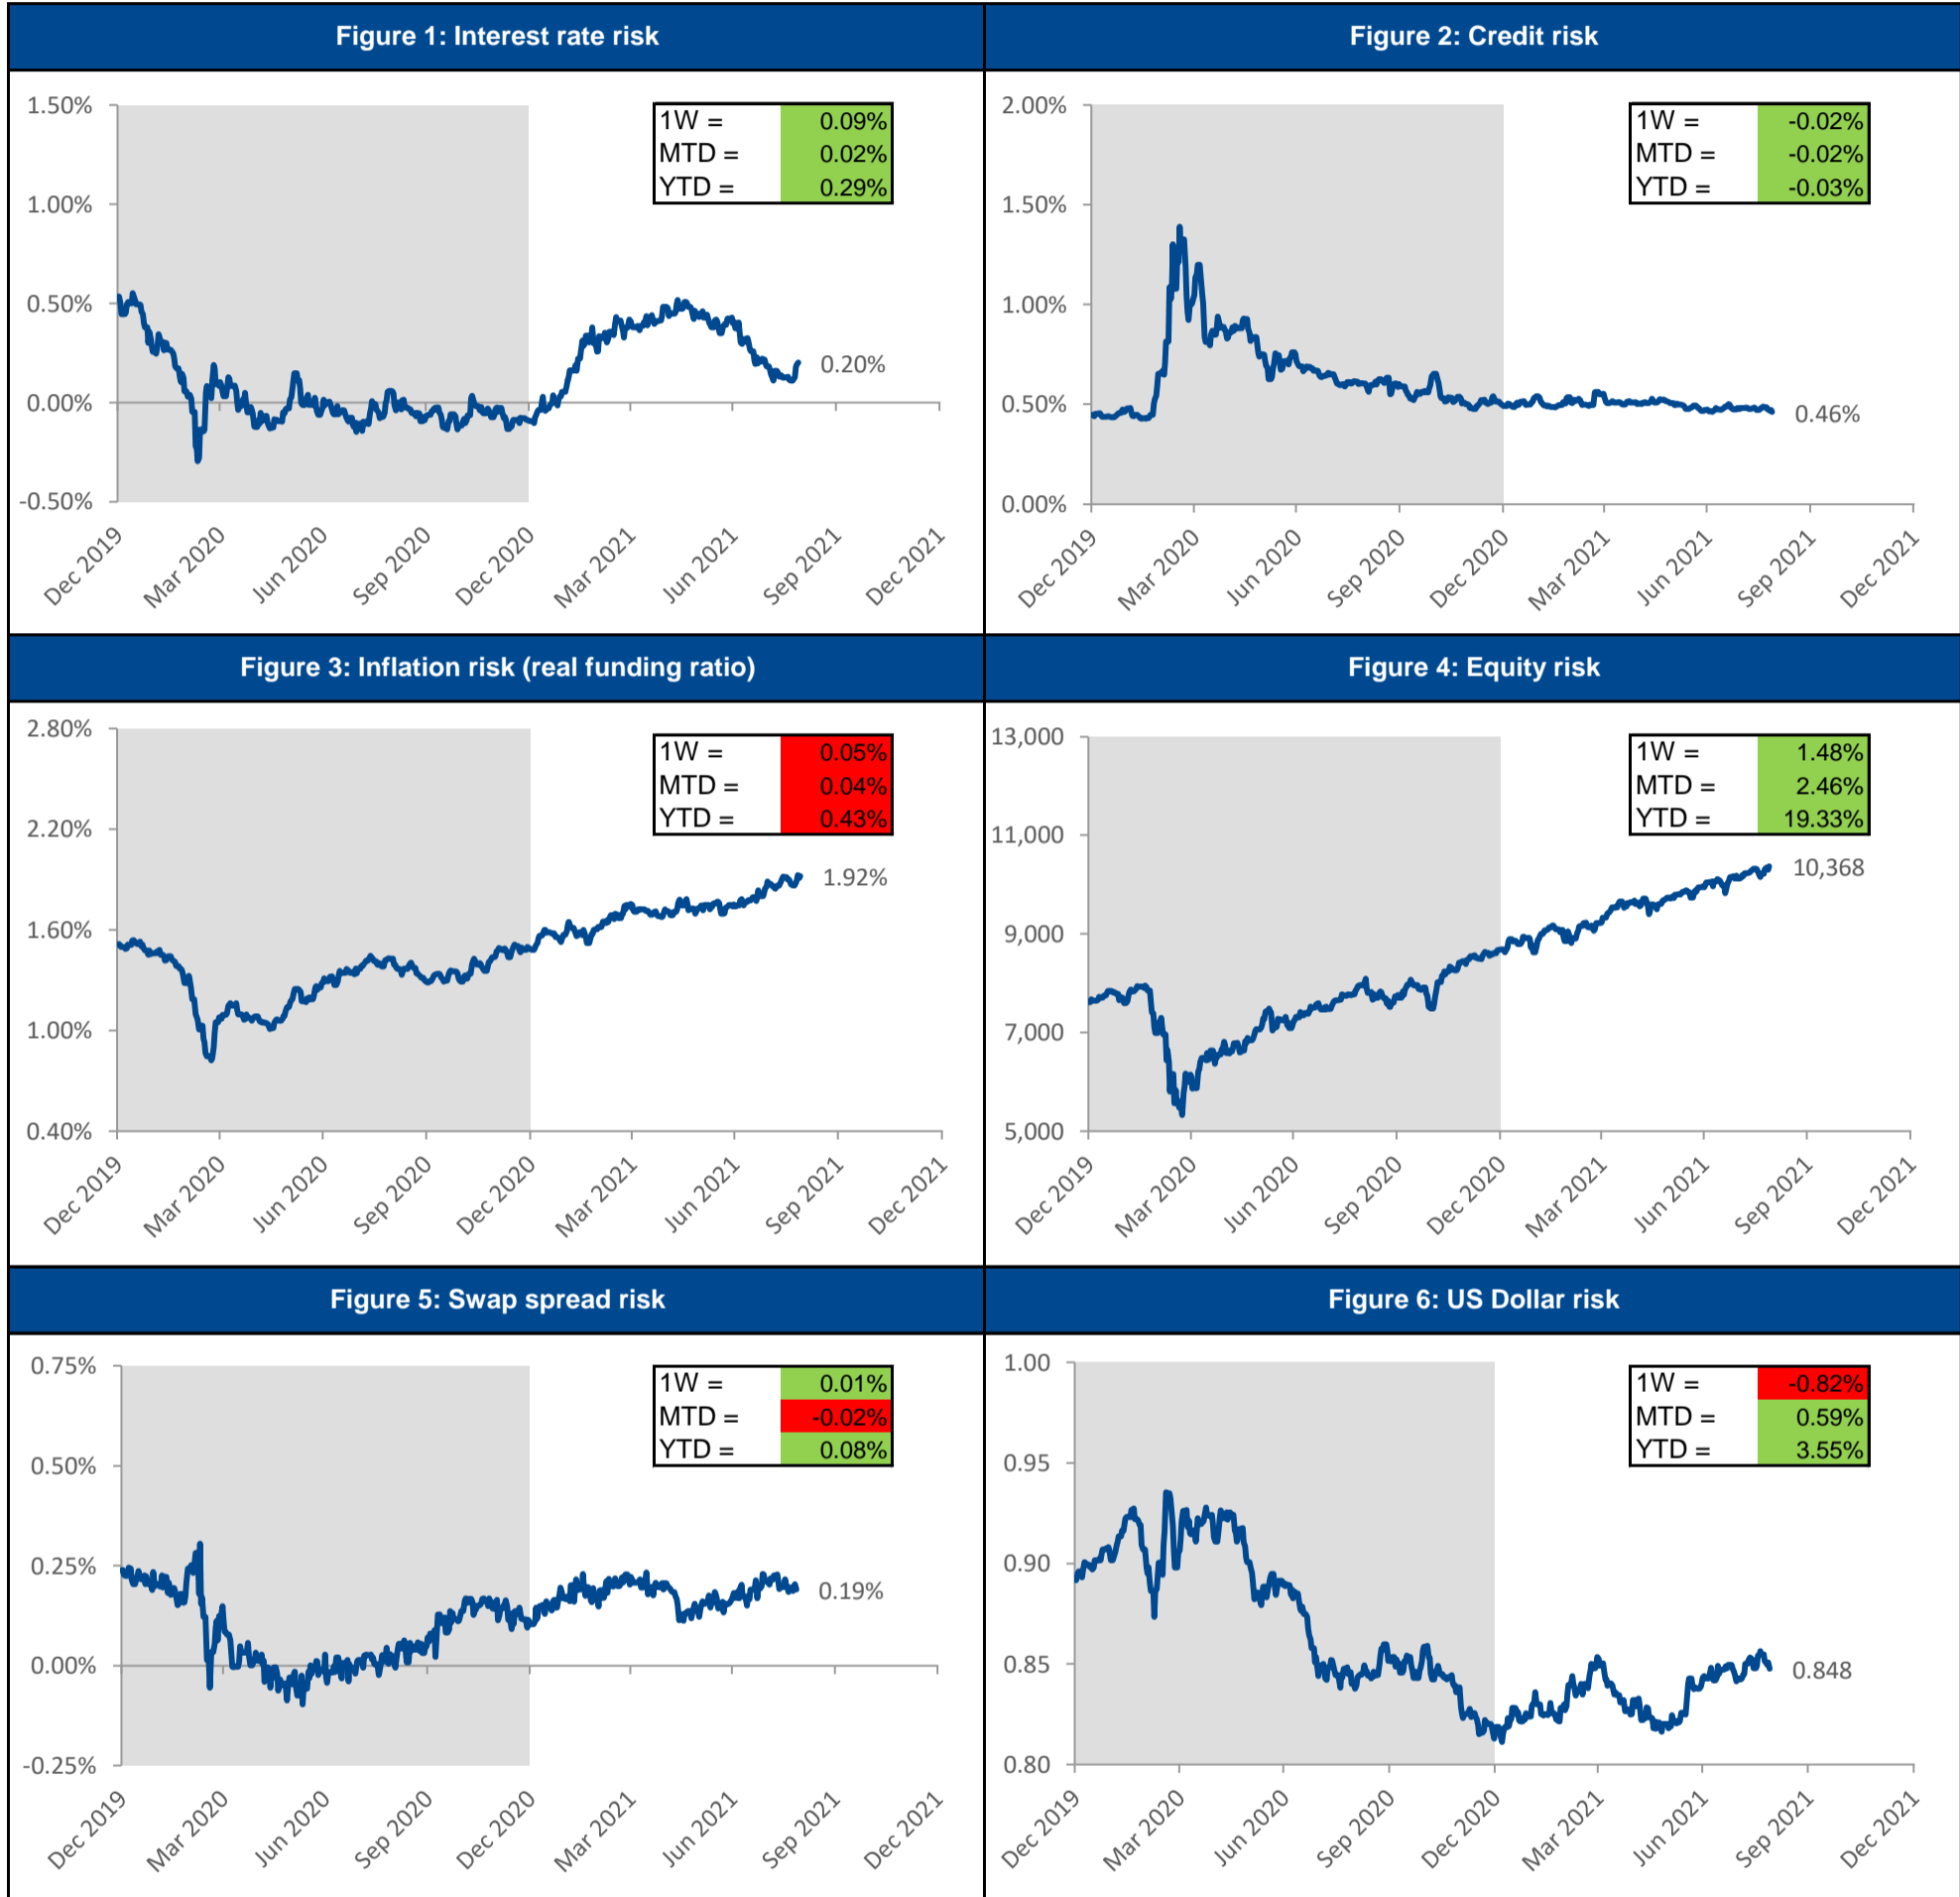 Figure 1: Interest rate risk
1.50%
1.00%
0.50%
0.00%
-0.50%
1W = 0.09%
MTD = 0.02%
YTD = 0.29%
0.20%
Dec 2019 Mar 2020 Jun 2020 Sep 2020 Dec 2020 Mar 2021 Jun 2021 Sep 2021 Dec 2021
Figure 2: Credit risk
2.00%
1.50%
1.00%
0.50%
0.00%
1W = -0.02%
MTD = -0.02%
YTD = -0.03%
0.46%
Dec 2019 Mar 2020 Jun 2020 Sep 2020 Dec 2020 Mar 2021 Jun 2021 Sep 2021 Dec 2021
Figure 3: Inflation risk (real funding ratio)
2.80%
2.20%
1.60%
1.00%
0.40%
1W = 0.05%
MTD = 0.04%
YTD = 0.43%
1.92%
Dec 2019 Mar 2020 Jun 2020 Sep 2020 Dec 2020 Mar 2021 Jun 2021 Sep 2021 Dec 2021
Figure 4: Equity risk
13,000
11,000
9,000
7,000
5,000
1W = 1.48%
MTD = 2.46%
YTD = 19.33%
10,368
Dec 2019 Mar 2020 Jun 2020 Sep 2020 Dec 2020 Mar 2021 Jun 2021 Sep 2021 Dec 2021
Figure 5: Swap spread risk
0.75%
0.50%
0.25%
0.00%
-0.25%
1W = 0.01%
MTD = -0.02%
YTD = 0.08%
0.19%
Dec 2019 Mar 2020 Jun 2020 Sep 2020 Dec 2020 Mar 2021 Jun 2021 Sep 2021 Dec 2021
Figure 6: US Dollar risk
1.00
0.95
0.90
0.85
0.80
1W = -0.82%
MTD = 0.59%
YTD = 3.55%
0.848
Dec 2019 Mar 2020 Jun 2020 Sep 2020 Dec 2020 Mar 2021 Jun 2021 Sep 2021 Dec 2021